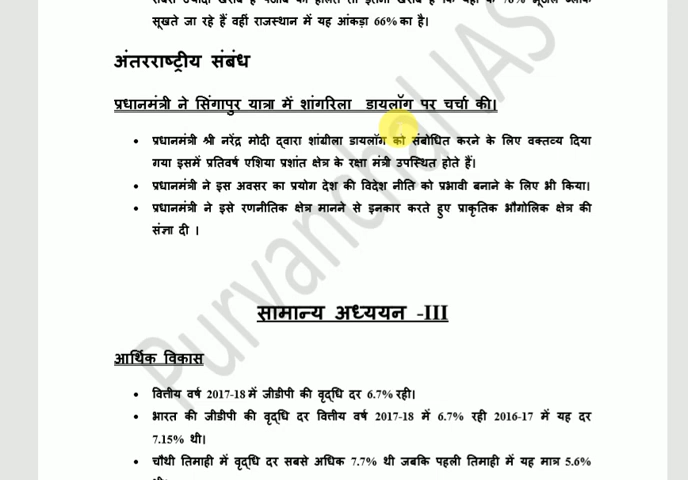 सूखते जा रहे हैं वहीं राजस्थान में यह आंकड़ा 66% का है।
अंतरराष्ट्रीय संबंध
प्रधानमंत्री ने सिंगापुर यात्रा में शांगरिला डायलॉग पर चर्चा की।
• प्रधानमंत्री श्री नरेंद्र मोदी द्वारा शांग्रीला डायलॉग को संबोधित करने के लिए वक्तव्य दिया
गया इसमें प्रतिवर्ष एशिया प्रशांत क्षेत्र के रक्षा मंत्री उपस्थित होते हैं।
• प्रधानमंत्री ने इस अवसर का प्रयोग देश की विदेश नीति को प्रभावी बनाने के लिए भी किया।
• प्रधानमंत्री ने इसे रणनीतिक क्षेत्र मानने से इनकार करते हुए प्राकृतिक भौगोलिक क्षेत्र की
संज्ञा दी ।
Purvanchal IAS
सामान्य अध्ययन -III
आर्थिक विकास
• वित्तीय वर्ष 2017-18 में जीडीपी की वृद्धि दर 6.7% रही।
• भारत की जीडीपी की वृद्धि दर वित्तीय वर्ष 2017-18 में 6.7% रही 2016-17 में यह दर
7.15% थी।
• चौथी तिमाही में वृद्धि दर सबसे अधिक 7.7% थी जबकि पहली तिमाही में यह मात्र 5.6%